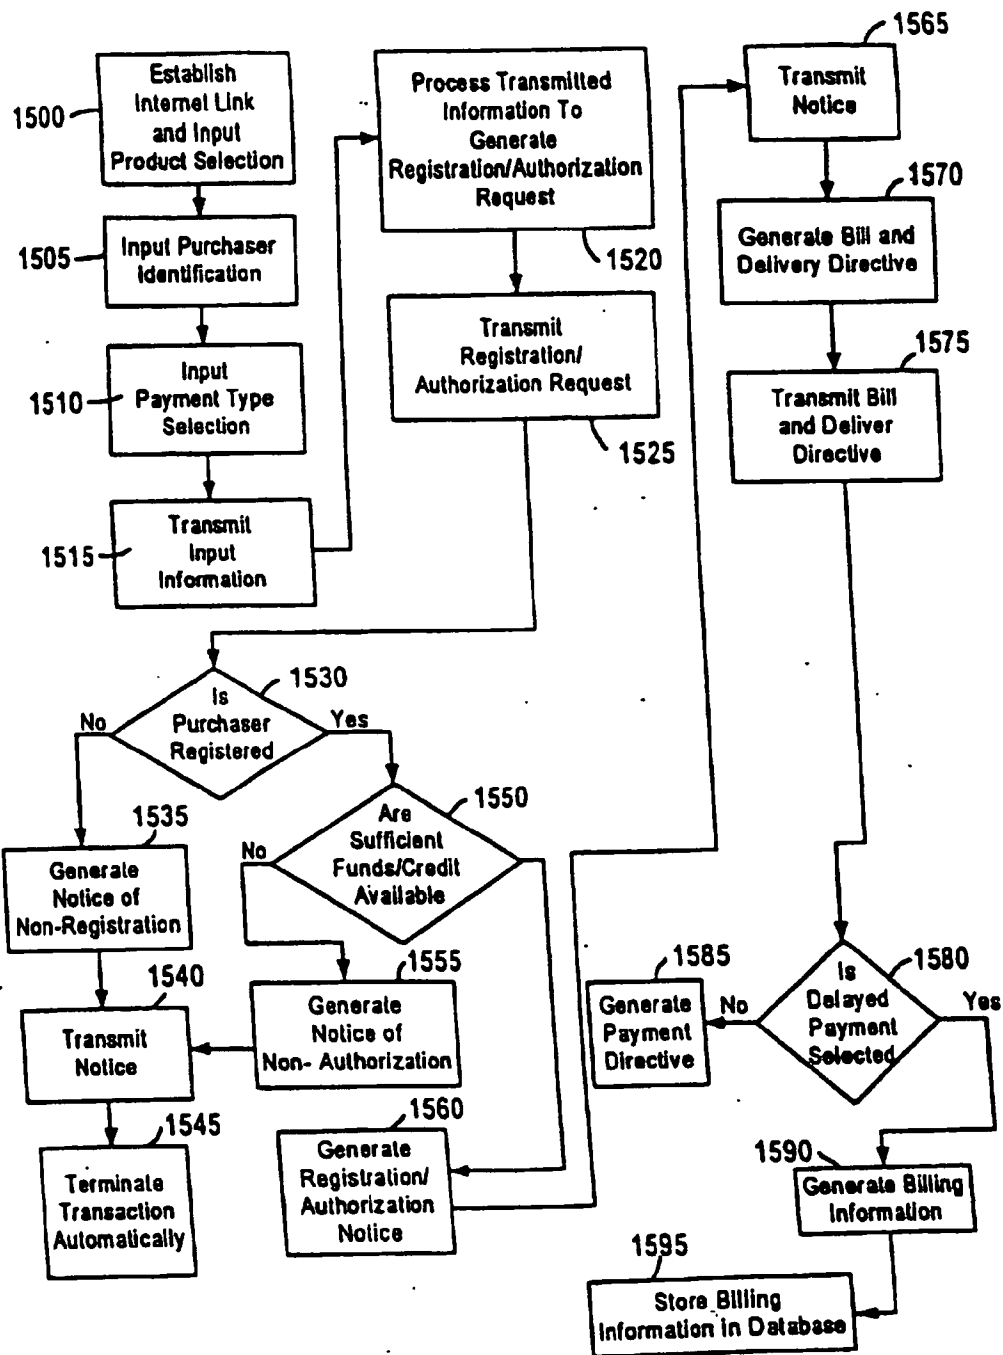 1500
Establish
Internet Link
and Input
Product Selection
1505
Input Purchaser
Identification
1510
Input
Payment Type
Selection
1515
Transmit
Input
Information
Process Transmitted
Information To
Generate
Registration/Authorization
Request
1520
Transmit
Registration/
Authorization Request
1525
1530
Is
Purchaser
Registered
No
Yes
1535
Generate
Notice of
Non-Registration
1540
Transmit
Notice
1545
Terminate
Transaction
Automatically
1550
Are
Sufficient
Funds/Credit
Available
No
1555
Generate
Notice of
Non- Authorization
1560
Generate
Registration/
Authorization
Notice
1565
Transmit
Notice
1570
Generate Bill and
Delivery Directive
1575
Transmit Bill
and Deliver
Directive
1580
Is
Delayed
Payment
Selected
No
Yes
1585
Generate
Payment
Directive
1590
Generate Billing
Information
1595
Store Billing
Information in Database